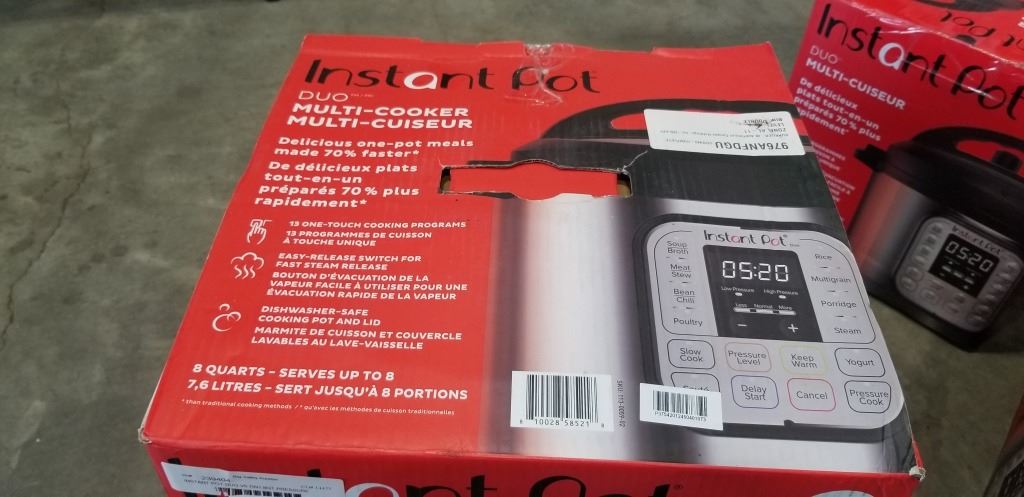 Instant Pot
DUO
MULTI-COOKER
MULTI-CUISEUR
Delicious one-pot meals
made 70% faster*
De délicieux plats
tout-en-un
préparés 70 % plus
rapidement*
13 ONE-TOUCH COOKING PROGRAMS
13 PROGRAMMES DE CUISSON
À TOUCHE UNIQUE
EASY-RELEASE SWITCH FOR
FAST STEAM RELEASE
BOUTON D'ÉVACUATION DE LA
VAPEUR FACILE À UTILISER POUR UNE
ÉVACUATION RAPIDE DE LA VAPEUR
DISHWASHER-SAFE
COOKING POT AND LID
MARMITE DE CUISSON ET COUVERCLE
LAVABLES AU LAVE-VAISSELLE
8 QUARTS – SERVES UP TO 8
7,6 LITRES – SERT JUSQU'À 8 PORTIONS
* than traditional cooking methods / * qu'avec les méthodes de cuisson traditionnelles
976ANFDGU
Instant Pot
Soup
Broth
Meat
Stew
Bean
Chili
Poultry
05:20
Low Pressure High Pressure
Less Normal More
− +
Rice
Multigrain
Porridge
Steam
Slow
Cook
Pressure
Level
Keep
Warm
Yogurt
Sauté
Delay
Start
Cancel
Pressure
Cook
8 10028 58521 8
239404
Instant Pot
Instant Pot
DUO
MULTI-CUISEUR
De délicieux
plats tout-en-un
préparés 70 % plus
rapidement*
Instant Pot
05:20